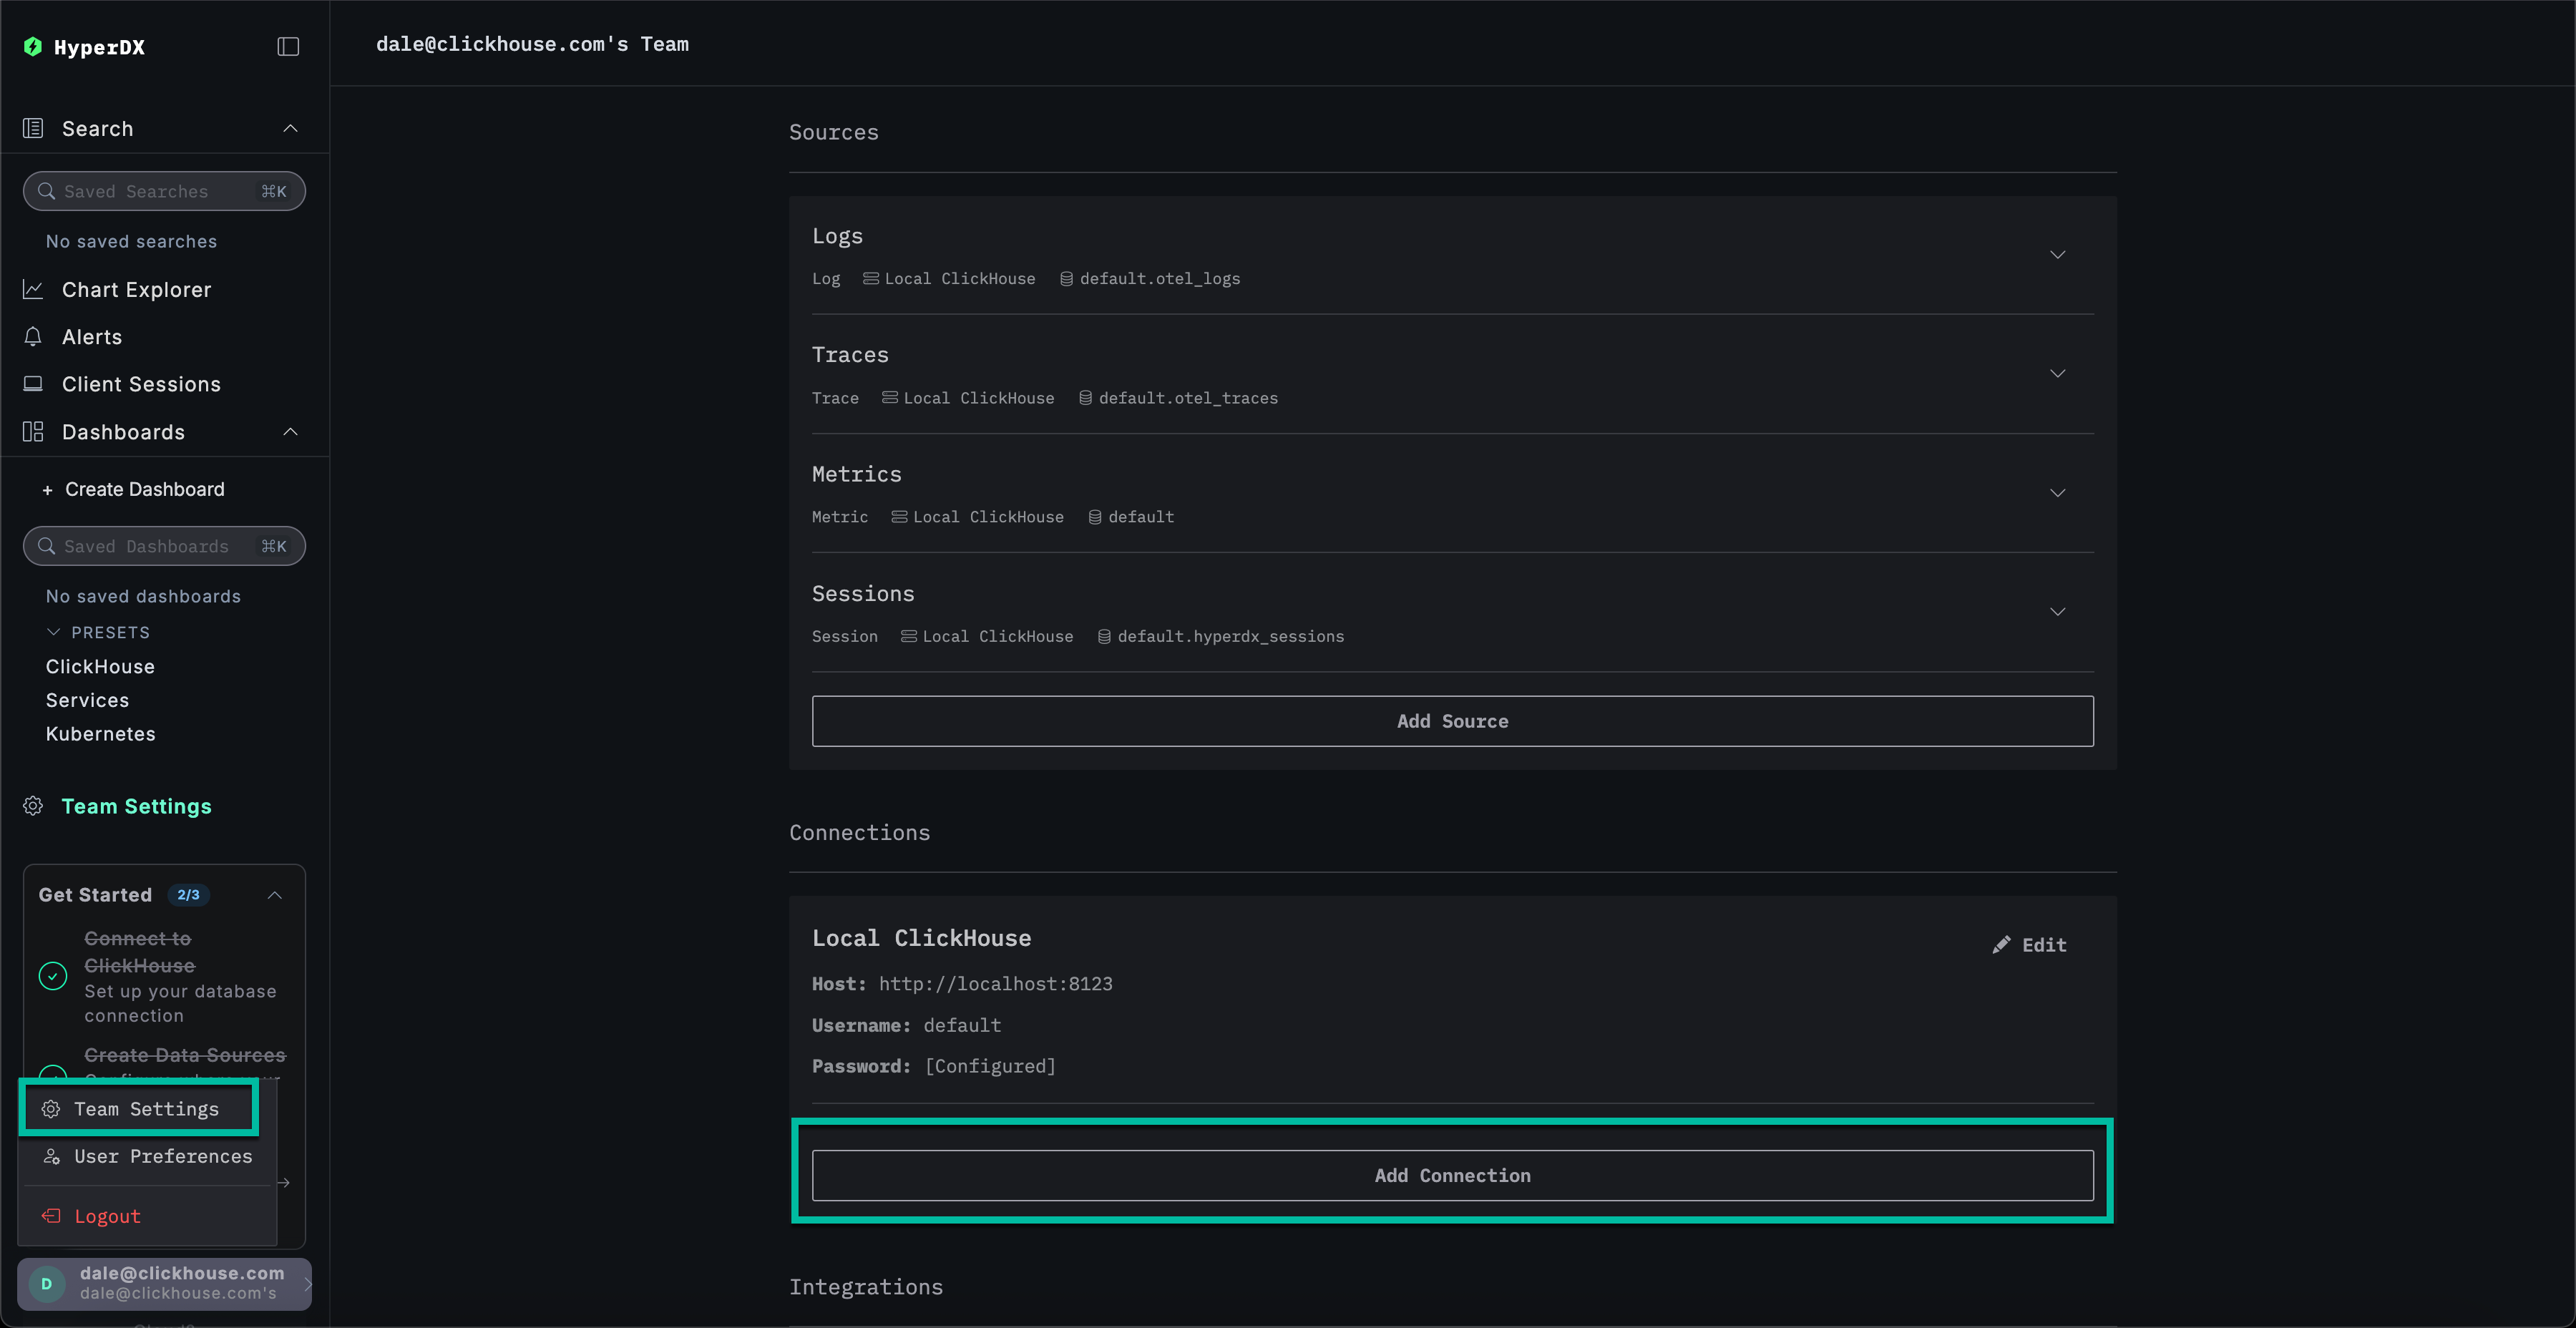 HyperDX
Search
Saved Searches ⌘K
No saved searches
Chart Explorer
Alerts
Client Sessions
Dashboards
+ Create Dashboard
Saved Dashboards ⌘K
No saved dashboards
PRESETS
ClickHouse
Services
Kubernetes
Team Settings
Get Started 2/3
Connect to
ClickHouse
Set up your database
connection
Create Data Sources
Team Settings
User Preferences
Logout
D
dale@clickhouse.com
dale@clickhouse.com's
dale@clickhouse.com's Team
Sources
Logs
Log Local ClickHouse default.otel_logs
Traces
Trace Local ClickHouse default.otel_traces
Metrics
Metric Local ClickHouse default
Sessions
Session Local ClickHouse default.hyperdx_sessions
Add Source
Connections
Local ClickHouse
Edit
Host: http://localhost:8123
Username: default
Password: [Configured]
Add Connection
Integrations